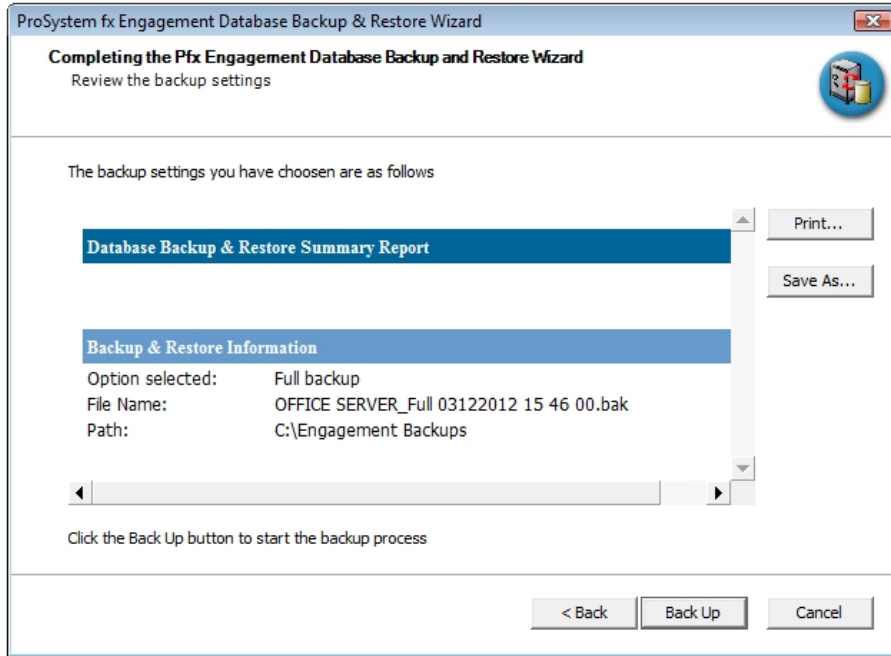 ProSystem fx Engagement Database Backup & Restore Wizard
Completing the Pfx Engagement Database Backup and Restore Wizard
Review the backup settings
The backup settings you have choosen are as follows
Print...
Database Backup & Restore Summary Report
Save As...
Backup & Restore Information
Option selected: Full backup
File Name: OFFICE SERVER_Full 03122012 15 46 00.bak
Path: C:\Engagement Backups
Click the Back Up button to start the backup process
< Back Back Up Cancel